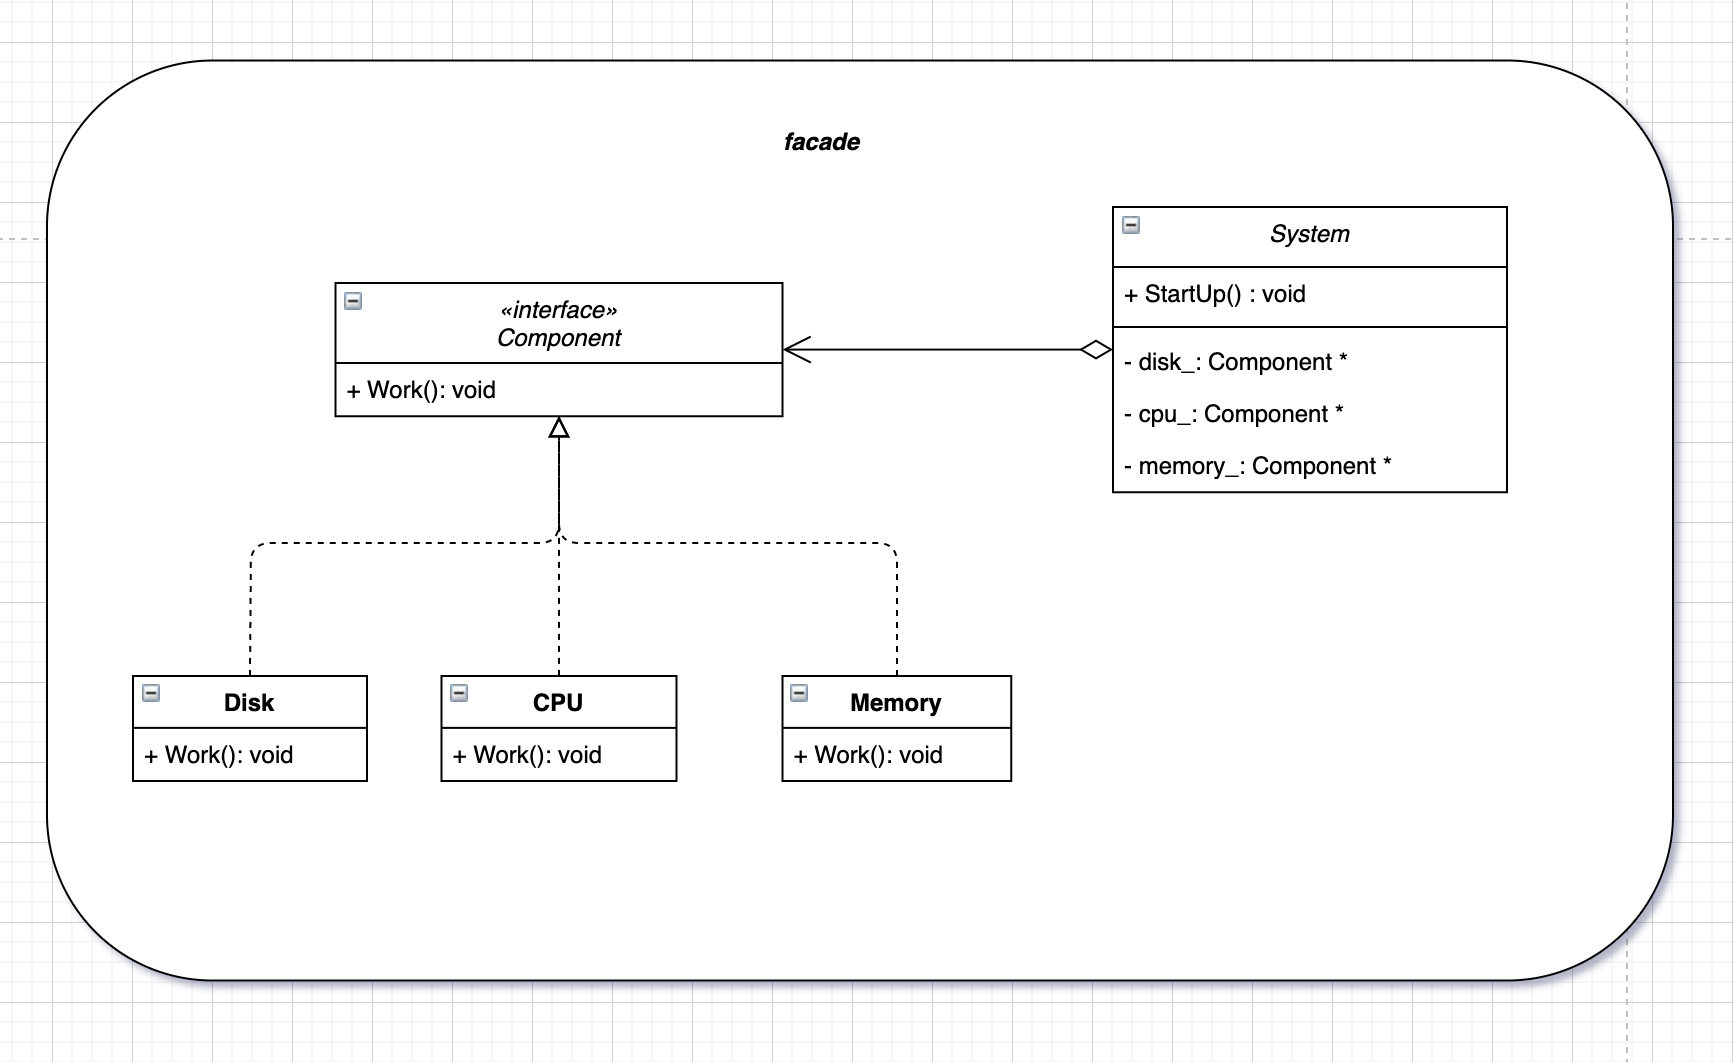 facade
System
+ StartUp() : void
- disk_: Component *
- cpu_: Component *
- memory_: Component *
«interface»
Component
+ Work(): void
Disk
+ Work(): void
CPU
+ Work(): void
Memory
+ Work(): void